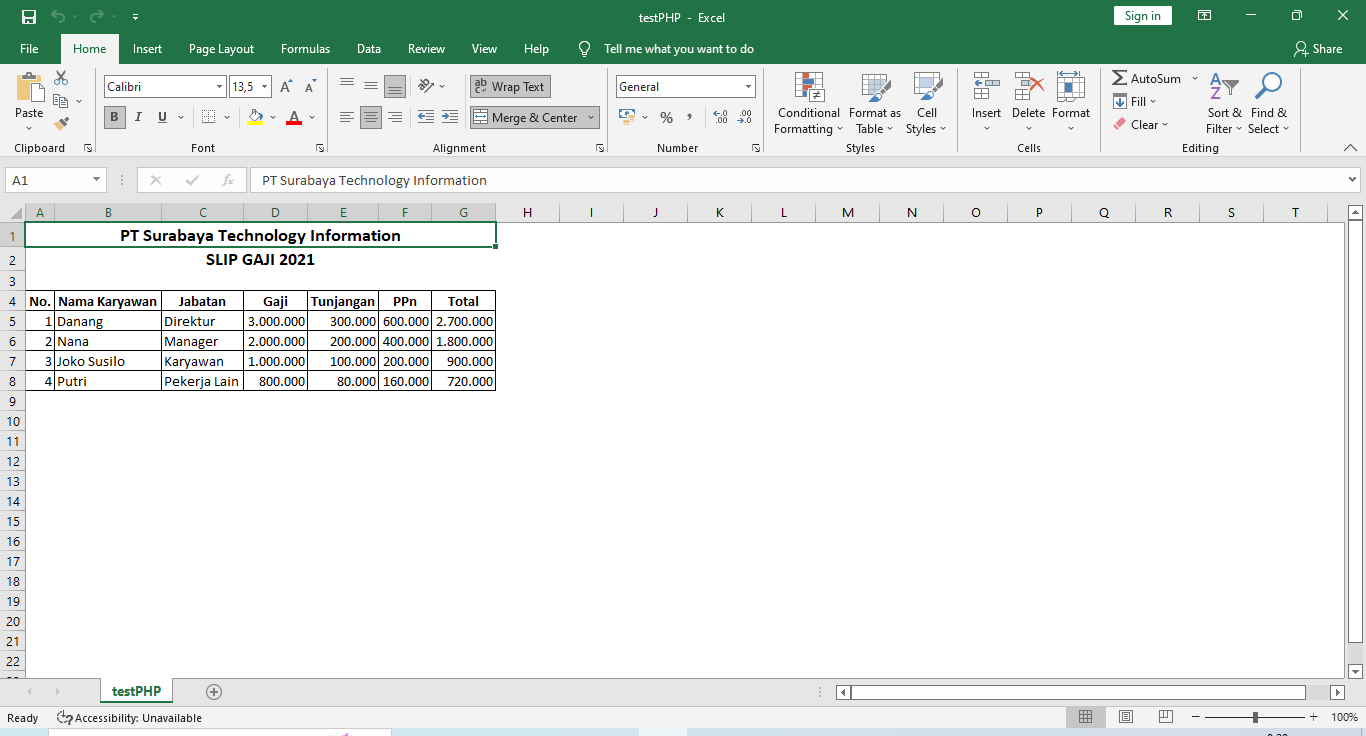 testPHP - Excel
Sign in
File Home Insert Page Layout Formulas Data Review View Help Tell me what you want to do Share
Paste
Calibri 13,5
B I U
Wrap Text
Merge & Center
General
Conditional Formatting
Format as Table
Cell Styles
Insert Delete Format
AutoSum
Fill
Clear
Sort & Filter
Find & Select
Clipboard Font Alignment Number Styles Cells Editing
A1 fx PT Surabaya Technology Information
A B C D E F G H I J K L M N O P Q R S T
1 PT Surabaya Technology Information
2 SLIP GAJI 2021
3
4 No. Nama Karyawan Jabatan Gaji Tunjangan PPn Total
5 1 Danang Direktur 3.000.000 300.000 600.000 2.700.000
6 2 Nana Manager 2.000.000 200.000 400.000 1.800.000
7 3 Joko Susilo Karyawan 1.000.000 100.000 200.000 900.000
8 4 Putri Pekerja Lain 800.000 80.000 160.000 720.000
9
10
11
12
13
14
15
16
17
18
19
20
21
22
testPHP
Ready Accessibility: Unavailable 100%